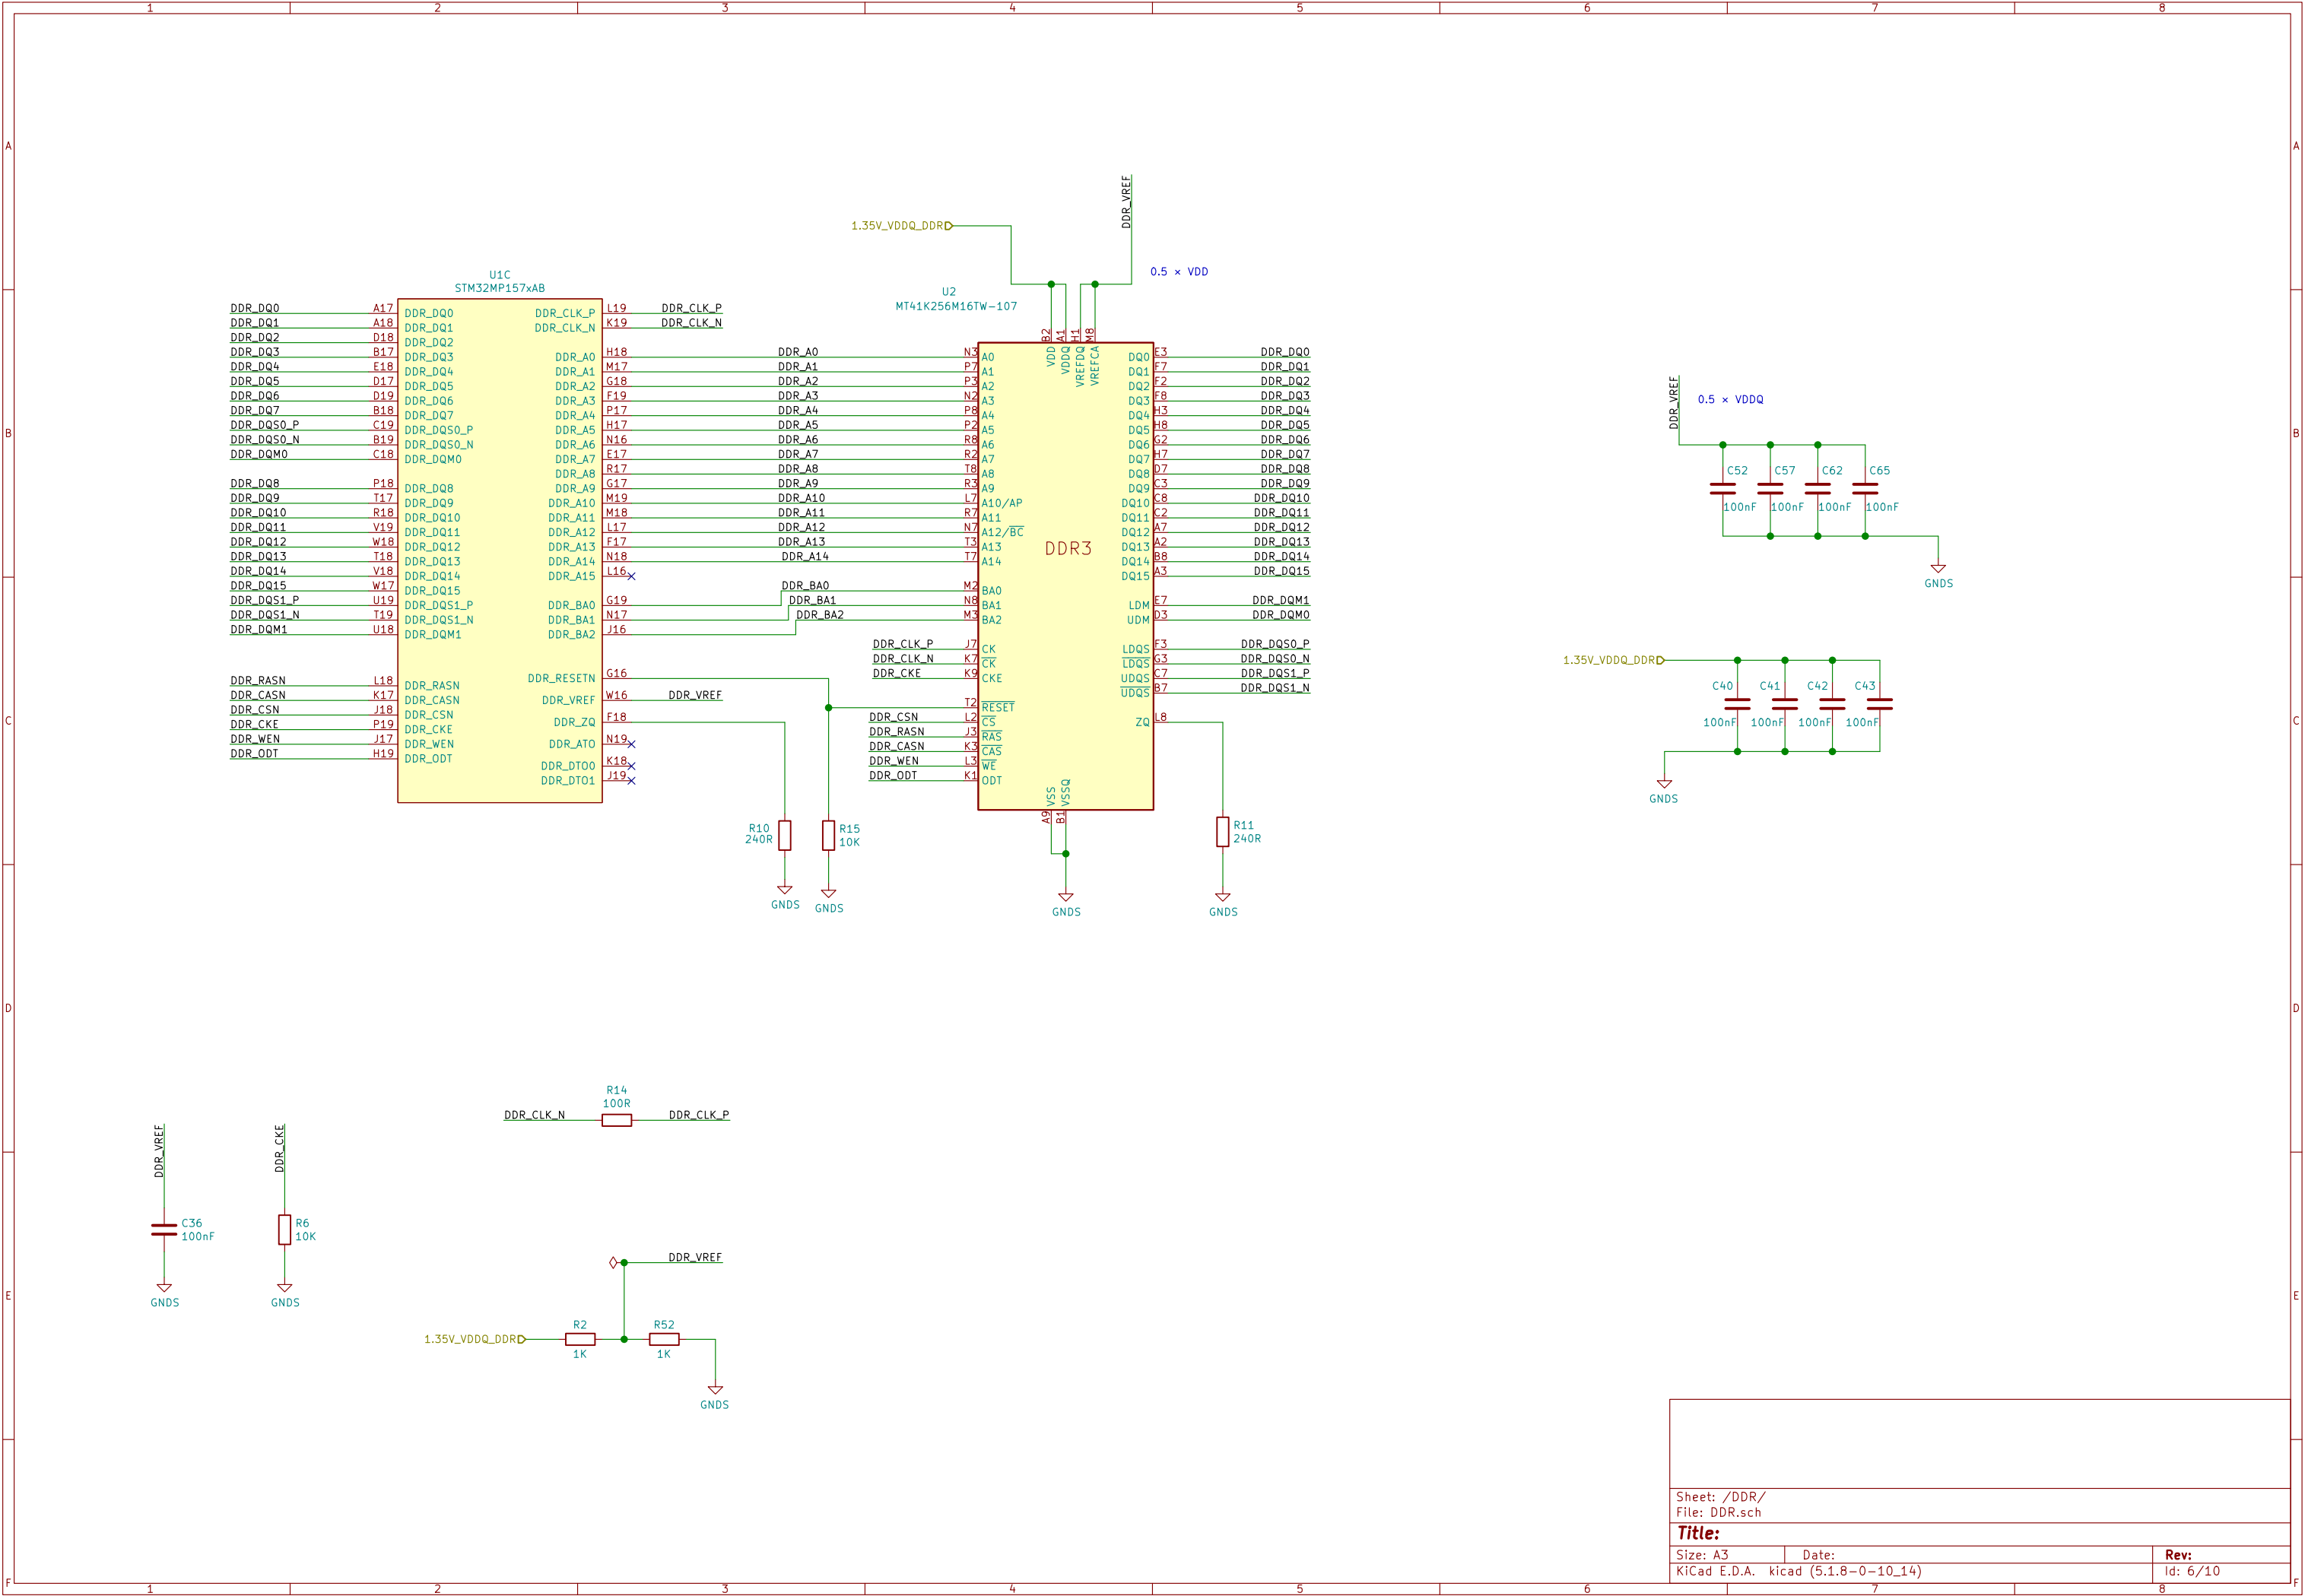 1 2 3 4 5 6 7 8
A
B
C
D
E
F
U1C
STM32MP157xAB
DDR_DQ0 A17 DDR_DQ0
DDR_DQ1 A18 DDR_DQ1
DDR_DQ2 D18 DDR_DQ2
DDR_DQ3 B17 DDR_DQ3
DDR_DQ4 E18 DDR_DQ4
DDR_DQ5 D17 DDR_DQ5
DDR_DQ6 D19 DDR_DQ6
DDR_DQ7 B18 DDR_DQ7
DDR_DQS0_P C19 DDR_DQS0_P
DDR_DQS0_N B19 DDR_DQS0_N
DDR_DQM0 C18 DDR_DQM0
DDR_DQ8 P18 DDR_DQ8
DDR_DQ9 T17 DDR_DQ9
DDR_DQ10 R18 DDR_DQ10
DDR_DQ11 V19 DDR_DQ11
DDR_DQ12 W18 DDR_DQ12
DDR_DQ13 T18 DDR_DQ13
DDR_DQ14 V18 DDR_DQ14
DDR_DQ15 W17 DDR_DQ15
DDR_DQS1_P U19 DDR_DQS1_P
DDR_DQS1_N T19 DDR_DQS1_N
DDR_DQM1 U18 DDR_DQM1
DDR_RASN L18 DDR_RASN
DDR_CASN K17 DDR_CASN
DDR_CSN J18 DDR_CSN
DDR_CKE P19 DDR_CKE
DDR_WEN J17 DDR_WEN
DDR_ODT H19 DDR_ODT
DDR_CLK_P L19 DDR_CLK_P
DDR_CLK_N K19 DDR_CLK_N
DDR_A0 H18 DDR_A0 N3 A0
DDR_A1 M17 DDR_A1 P7 A1
DDR_A2 G18 DDR_A2 P3 A2
DDR_A3 F19 DDR_A3 N2 A3
DDR_A4 P17 DDR_A4 P8 A4
DDR_A5 H17 DDR_A5 P2 A5
DDR_A6 N16 DDR_A6 R8 A6
DDR_A7 E17 DDR_A7 R2 A7
DDR_A8 R17 DDR_A8 T8 A8
DDR_A9 G17 DDR_A9 R3 A9
DDR_A10 M19 DDR_A10 L7 A10/AP
DDR_A11 M18 DDR_A11 R7 A11
DDR_A12 L17 DDR_A12 N7 A12/BC
DDR_A13 F17 DDR_A13 T3 A13
DDR_A14 N18 DDR_A14 T7 A14
DDR_A15 L16
DDR_BA0 G19 DDR_BA0 M2 BA0
DDR_BA1 N17 DDR_BA1 N8 BA1
DDR_BA2 J16 DDR_BA2 M3 BA2
DDR_RESETN G16
DDR_VREF W16 DDR_VREF
DDR_ZQ F18
DDR_ATO N19
DDR_DTO0 K18
DDR_DTO1 J19
DDR_CLK_P J7 CK
DDR_CLK_N K7 CK
DDR_CKE K9 CKE
T2 RESET
DDR_CSN L2 CS
DDR_RASN J3 RAS
DDR_CASN K3 CAS
DDR_WEN L3 WE
DDR_ODT K1 ODT
1.35V_VDDQ_DDR
DDR_VREF
0.5 × VDD
U2
MT41K256M16TW-107
B2 A1 H1 M8
VDD VDDQ VREFDQ VREFCA
DDR3
DQ0 E3 DDR_DQ0
DQ1 F7 DDR_DQ1
DQ2 F2 DDR_DQ2
DQ3 F8 DDR_DQ3
DQ4 H3 DDR_DQ4
DQ5 H8 DDR_DQ5
DQ6 G2 DDR_DQ6
DQ7 H7 DDR_DQ7
DQ8 D7 DDR_DQ8
DQ9 C3 DDR_DQ9
DQ10 C8 DDR_DQ10
DQ11 C2 DDR_DQ11
DQ12 A7 DDR_DQ12
DQ13 A2 DDR_DQ13
DQ14 B8 DDR_DQ14
DQ15 A3 DDR_DQ15
LDM E7 DDR_DQM1
UDM D3 DDR_DQM0
LDQS F3 DDR_DQS0_P
LDQS G3 DDR_DQS0_N
UDQS C7 DDR_DQS1_P
UDQS B7 DDR_DQS1_N
ZQ L8
VSS VSSQ
A9 B1
R10
240R
GNDS
R15
10K
GNDS
GNDS
R11
240R
GNDS
DDR_VREF
0.5 × VDDQ
C52 C57 C62 C65
100nF 100nF 100nF 100nF
GNDS
1.35V_VDDQ_DDR
C40 C41 C42 C43
100nF 100nF 100nF 100nF
GNDS
R14
100R
DDR_CLK_N DDR_CLK_P
DDR_VREF
C36
100nF
GNDS
DDR_CKE
R6
10K
GNDS
DDR_VREF
1.35V_VDDQ_DDR
R2 R52
1K 1K
GNDS
Sheet: /DDR/
File: DDR.sch
Title:
Size: A3 Date: Rev:
KiCad E.D.A. kicad (5.1.8-0-10_14) Id: 6/10
A
B
C
D
E
F
1 2 3 4 5 6 7 8